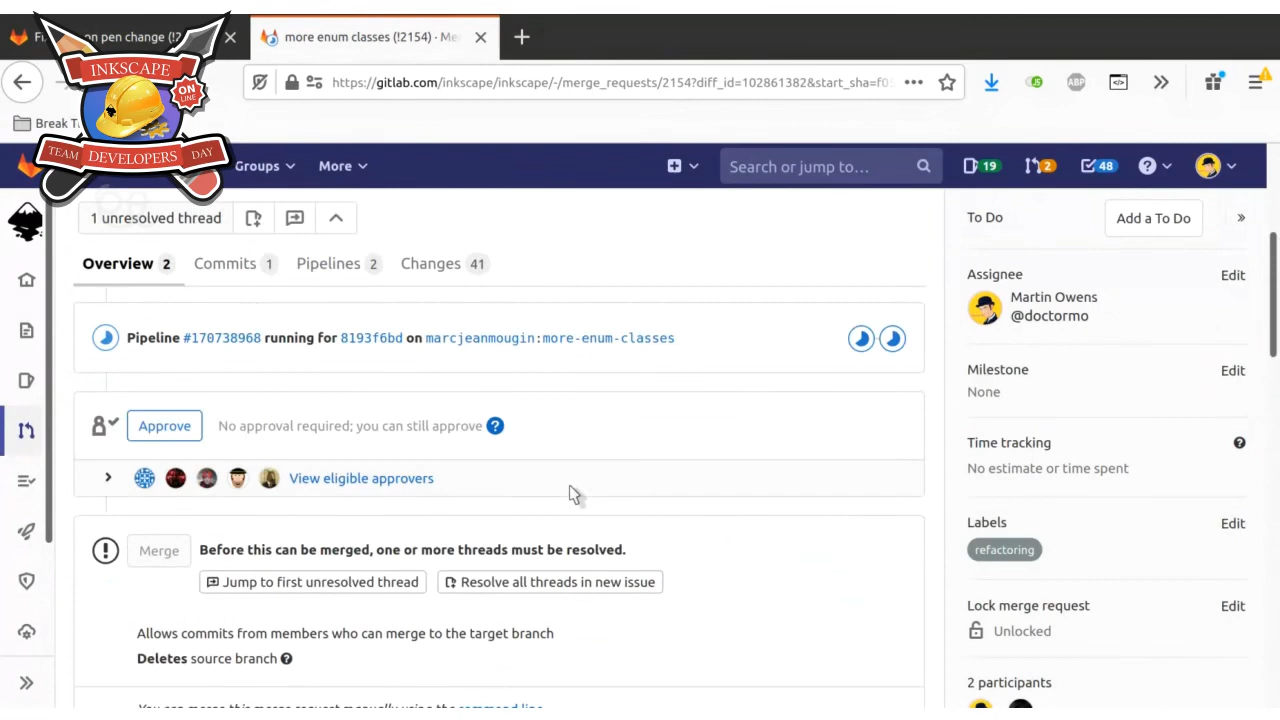 on pen change (!2
more enum classes (!2154) · Me
https://gitlab.com/inkscape/inkscape/-/merge_requests/2154?diff_id=102861382&start_sha=f0
ABP
INKSCAPE
ON
LINE
TEAM DEVELOPERS DAY
Groups
More
Search or jump to...
19
2
48
1 unresolved thread
To Do
Add a To Do
Overview 2
Commits 1
Pipelines 2
Changes 41
Assignee
Edit
Martin Owens
@doctormo
Pipeline #170738968 running for 8193f6bd on marcjeanmougin:more-enum-classes
Milestone
Edit
None
Approve
No approval required; you can still approve
Time tracking
No estimate or time spent
View eligible approvers
Labels
Edit
refactoring
Merge
Before this can be merged, one or more threads must be resolved.
Jump to first unresolved thread
Resolve all threads in new issue
Lock merge request
Edit
Unlocked
Allows commits from members who can merge to the target branch
Deletes source branch
2 participants